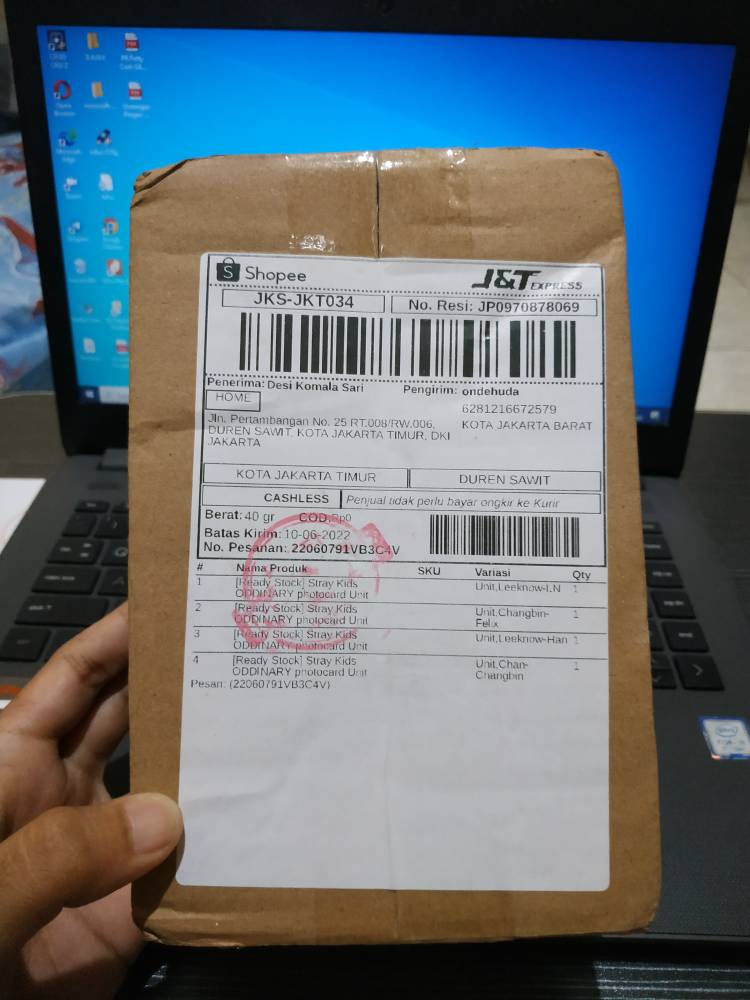 Shopee
J&T EXPRESS
JKS-JKT034
No. Resi: JP0970878069
Penerima: Desi Komala Sari
Pengirim: ondehuda
HOME
6281216672579
Jln. Pertambangan No. 25 RT.008/RW.006,
KOTA JAKARTA BARAT
DUREN SAWIT, KOTA JAKARTA TIMUR, DKI
JAKARTA
KOTA JAKARTA TIMUR
DUREN SAWIT
CASHLESS
Penjual tidak perlu bayar ongkir ke Kurir
Berat: 40 gr
COD:Rp0
Batas Kirim: 10-06-2022
No. Pesanan: 22060791VB3C4V
# Nama Produk SKU Variasi Qty
1 [Ready Stock] Stray Kids Unit,Leeknow-I.N 1
ODDINARY photocard Unit
2 [Ready Stock] Stray Kids Unit,Changbin- 1
ODDINARY photocard Unit Felix
3 [Ready Stock] Stray Kids Unit,Leeknow-Han 1
ODDINARY photocard Unit
4 [Ready Stock] Stray Kids Unit,Chan- 1
ODDINARY photocard Unit Changbin
Pesan: (22060791VB3C4V)
intel